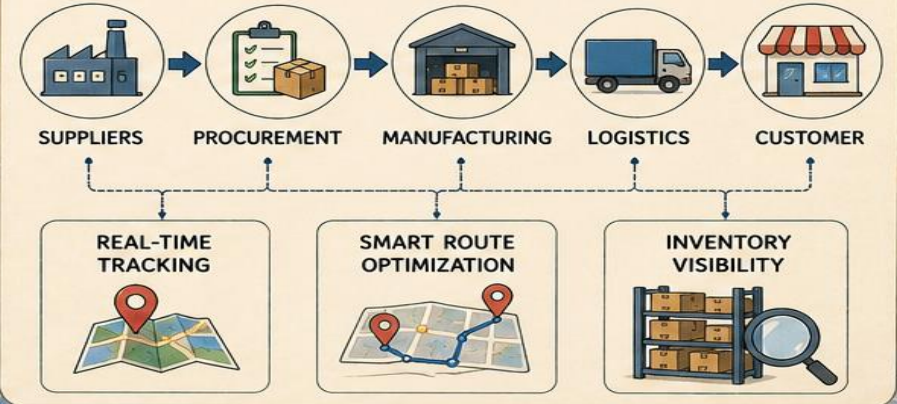 SUPPLIERS
PROCUREMENT
MANUFACTURING
LOGISTICS
CUSTOMER
REAL-TIME
TRACKING
SMART ROUTE
OPTIMIZATION
INVENTORY
VISIBILITY